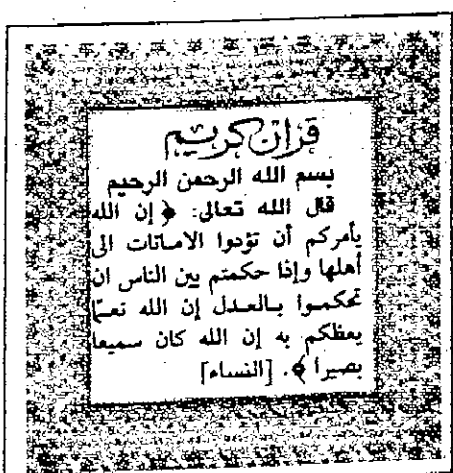 قرآن كريم
بسم الله الرحمن الرحيم
قال الله تعالى: ﴿ إن الله
يأمركم أن تؤدوا الامانات الى
أهلها وإذا حكمتم بين الناس ان
تحكموا بالعدل إن الله نعمّا
يعظكم به إن الله كان سميعا
بصيرا ﴾. [النساء]